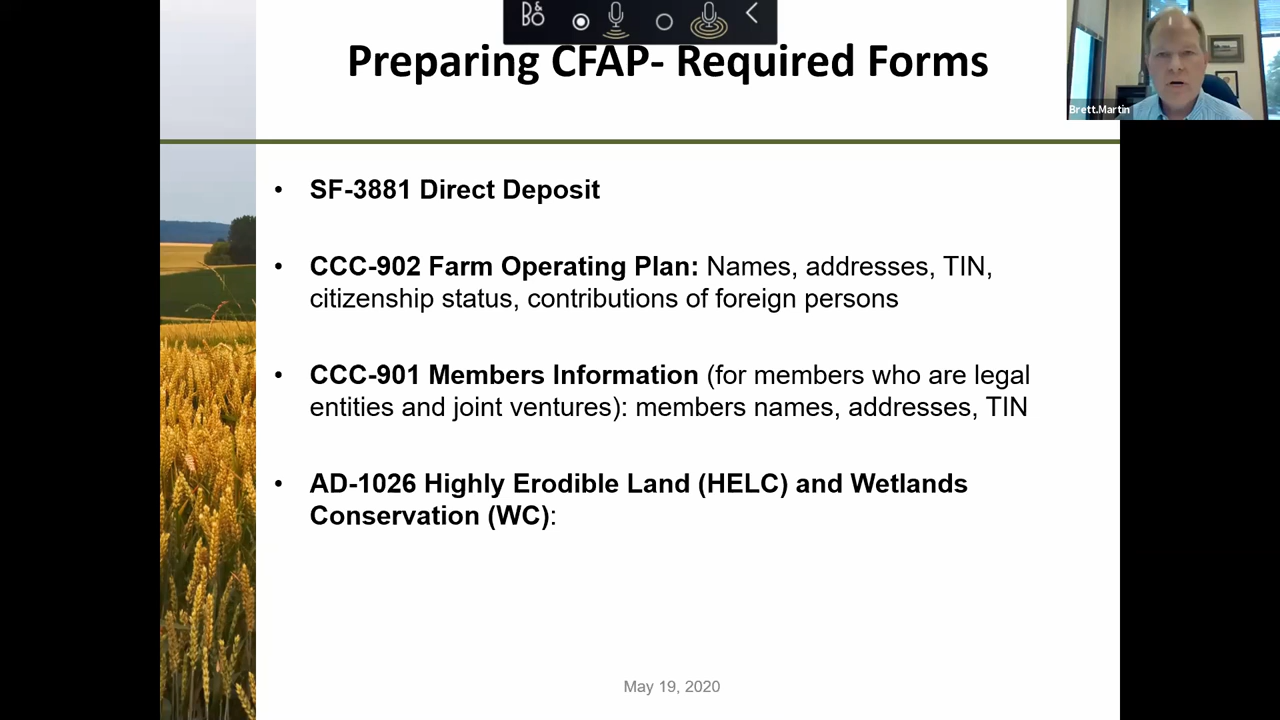 B&O
Preparing CFAP- Required Forms
Brett.Martin
• SF-3881 Direct Deposit
• CCC-902 Farm Operating Plan: Names, addresses, TIN,
citizenship status, contributions of foreign persons
• CCC-901 Members Information (for members who are legal
entities and joint ventures): members names, addresses, TIN
• AD-1026 Highly Erodible Land (HELC) and Wetlands
Conservation (WC):
May 19, 2020